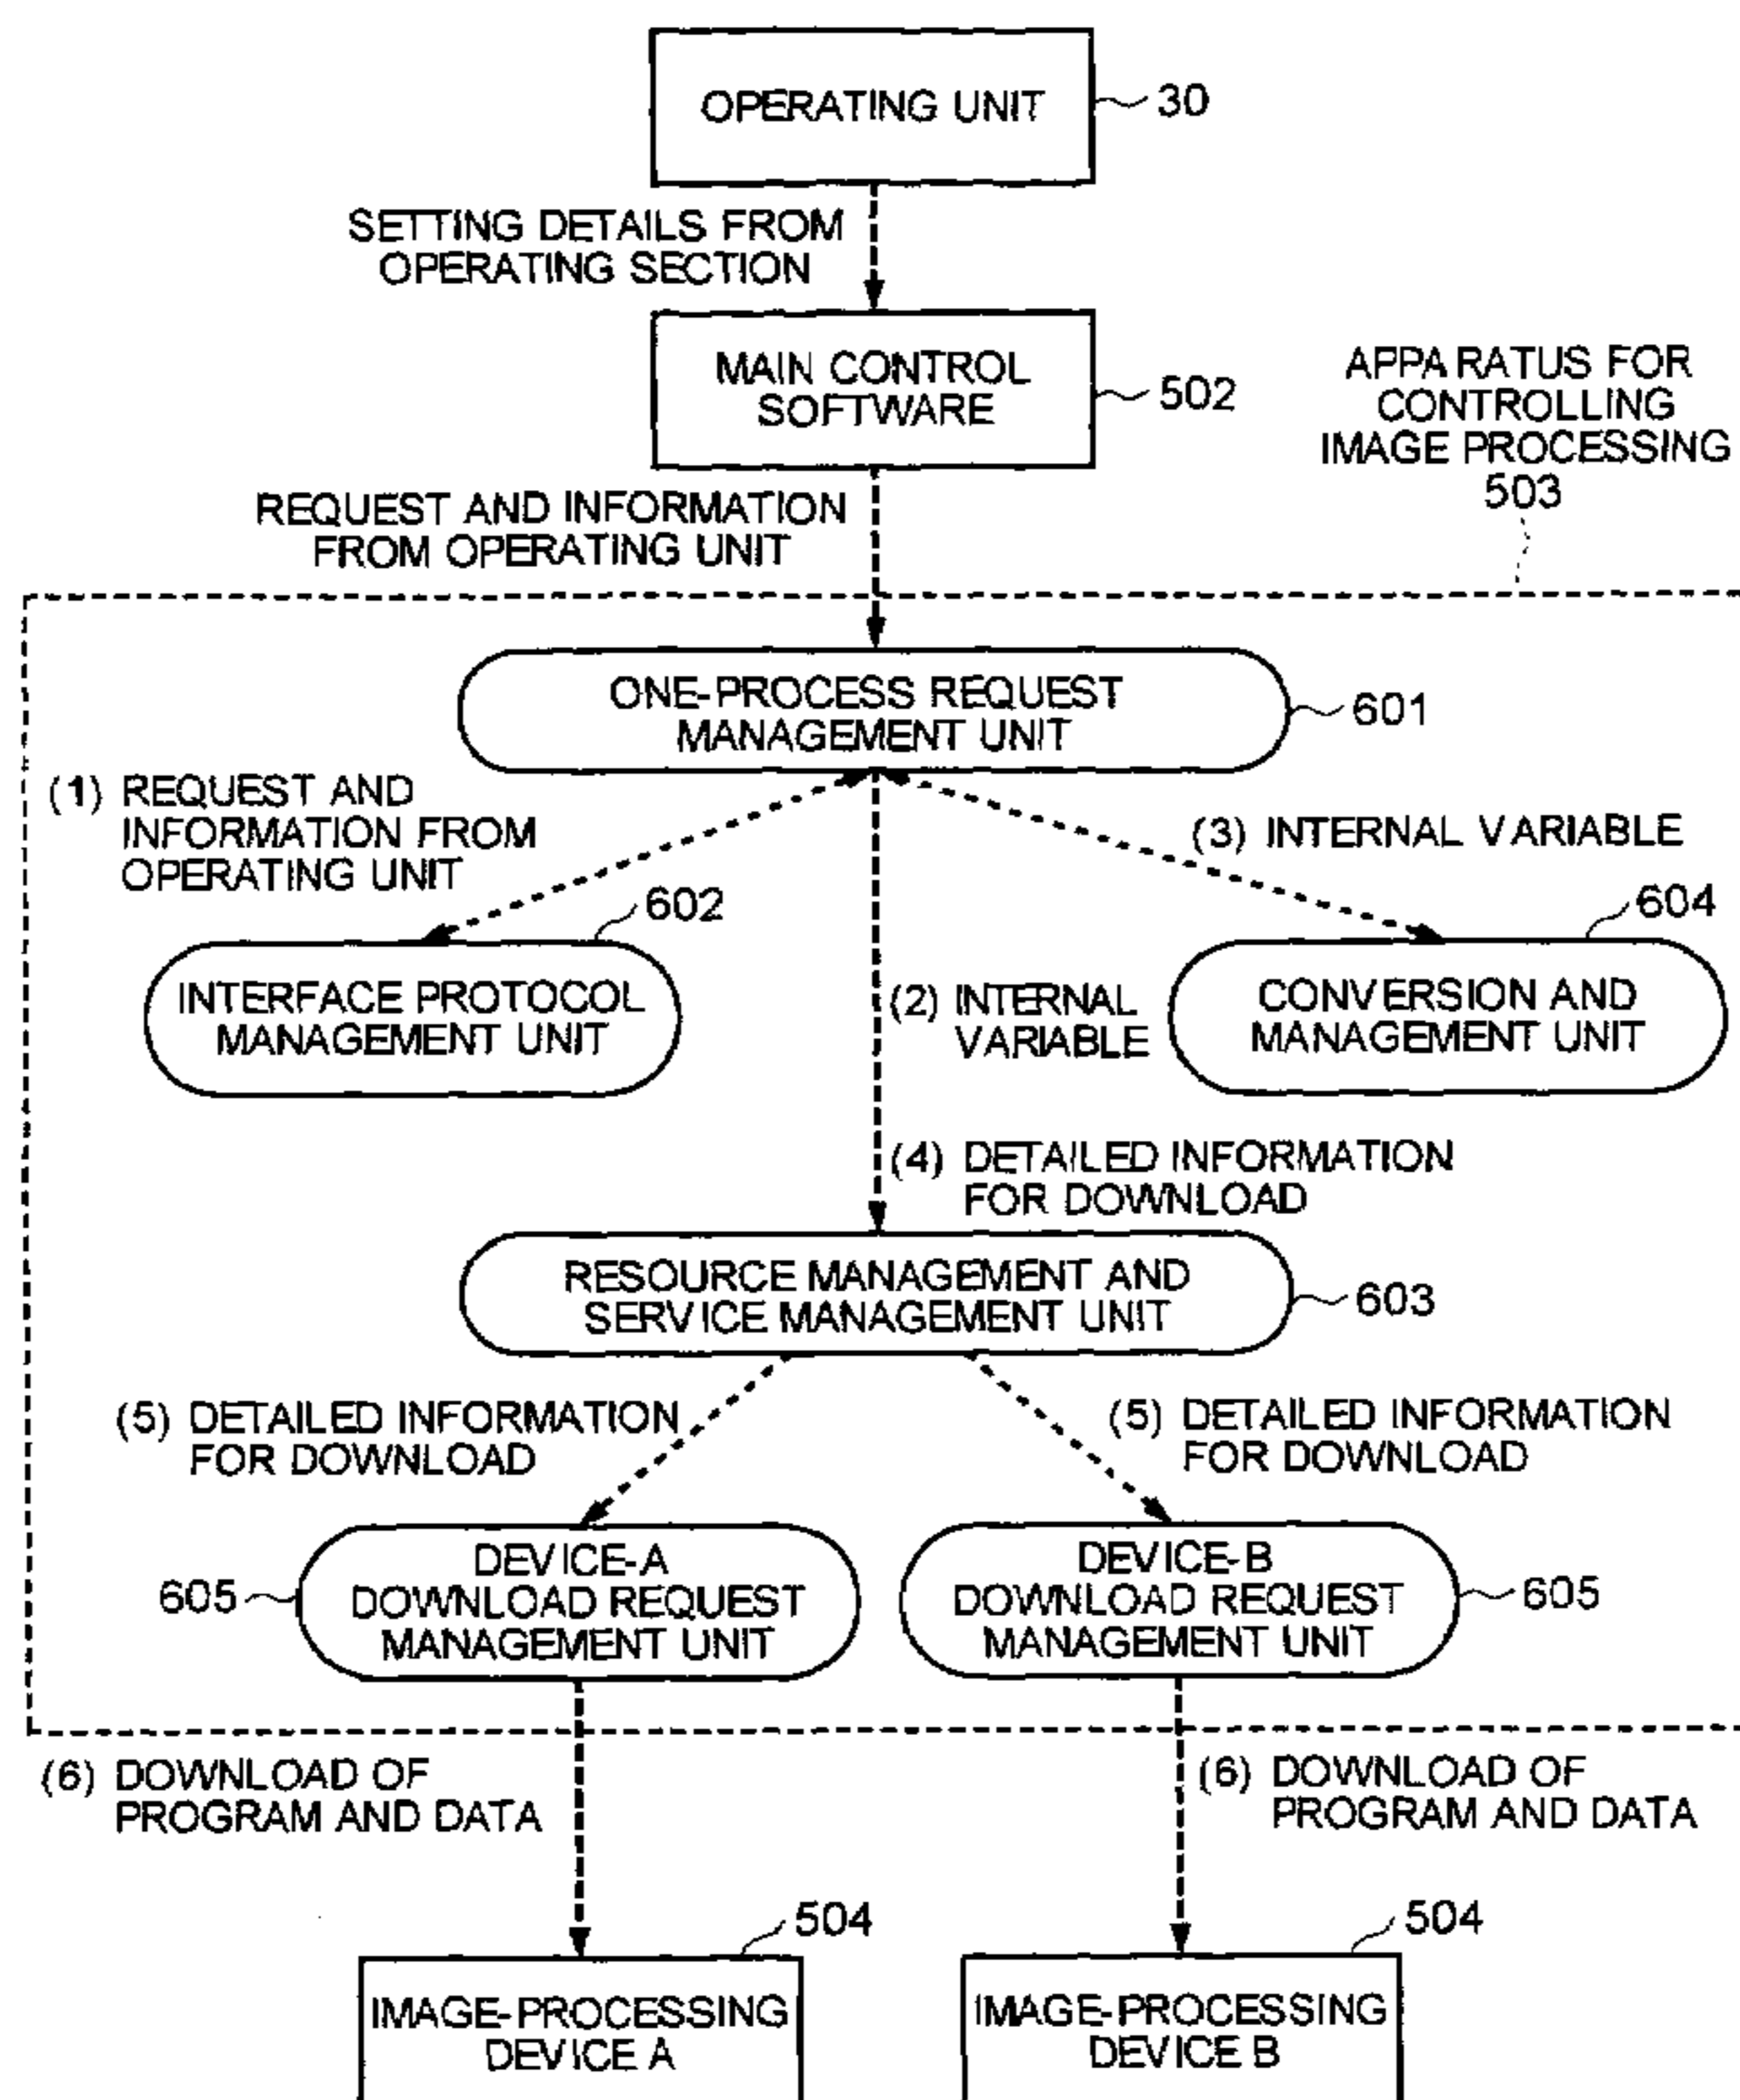 OPERATING UNIT
30
SETTING DETAILS FROM
OPERATING SECTION
MAIN CONTROL
SOFTWARE
502
APPARATUS FOR
CONTROLLING
IMAGE PROCESSING
503
REQUEST AND INFORMATION
FROM OPERATING UNIT
ONE-PROCESS REQUEST
MANAGEMENT UNIT
601
(1) REQUEST AND
INFORMATION FROM
OPERATING UNIT
(3) INTERNAL VARIABLE
602
604
INTERFACE PROTOCOL
MANAGEMENT UNIT
(2) INTERNAL
VARIABLE
CONVERSION AND
MANAGEMENT UNIT
(4) DETAILED INFORMATION
FOR DOWNLOAD
RESOURCE MANAGEMENT AND
SERVICE MANAGEMENT UNIT
603
(5) DETAILED INFORMATION
FOR DOWNLOAD
(5) DETAILED INFORMATION
FOR DOWNLOAD
605
DEVICE-A
DOWNLOAD REQUEST
MANAGEMENT UNIT
DEVICE-B
DOWNLOAD REQUEST
MANAGEMENT UNIT
605
(6) DOWNLOAD OF
PROGRAM AND DATA
(6) DOWNLOAD OF
PROGRAM AND DATA
504
504
IMAGE-PROCESSING
DEVICE A
IMAGE-PROCESSING
DEVICE B